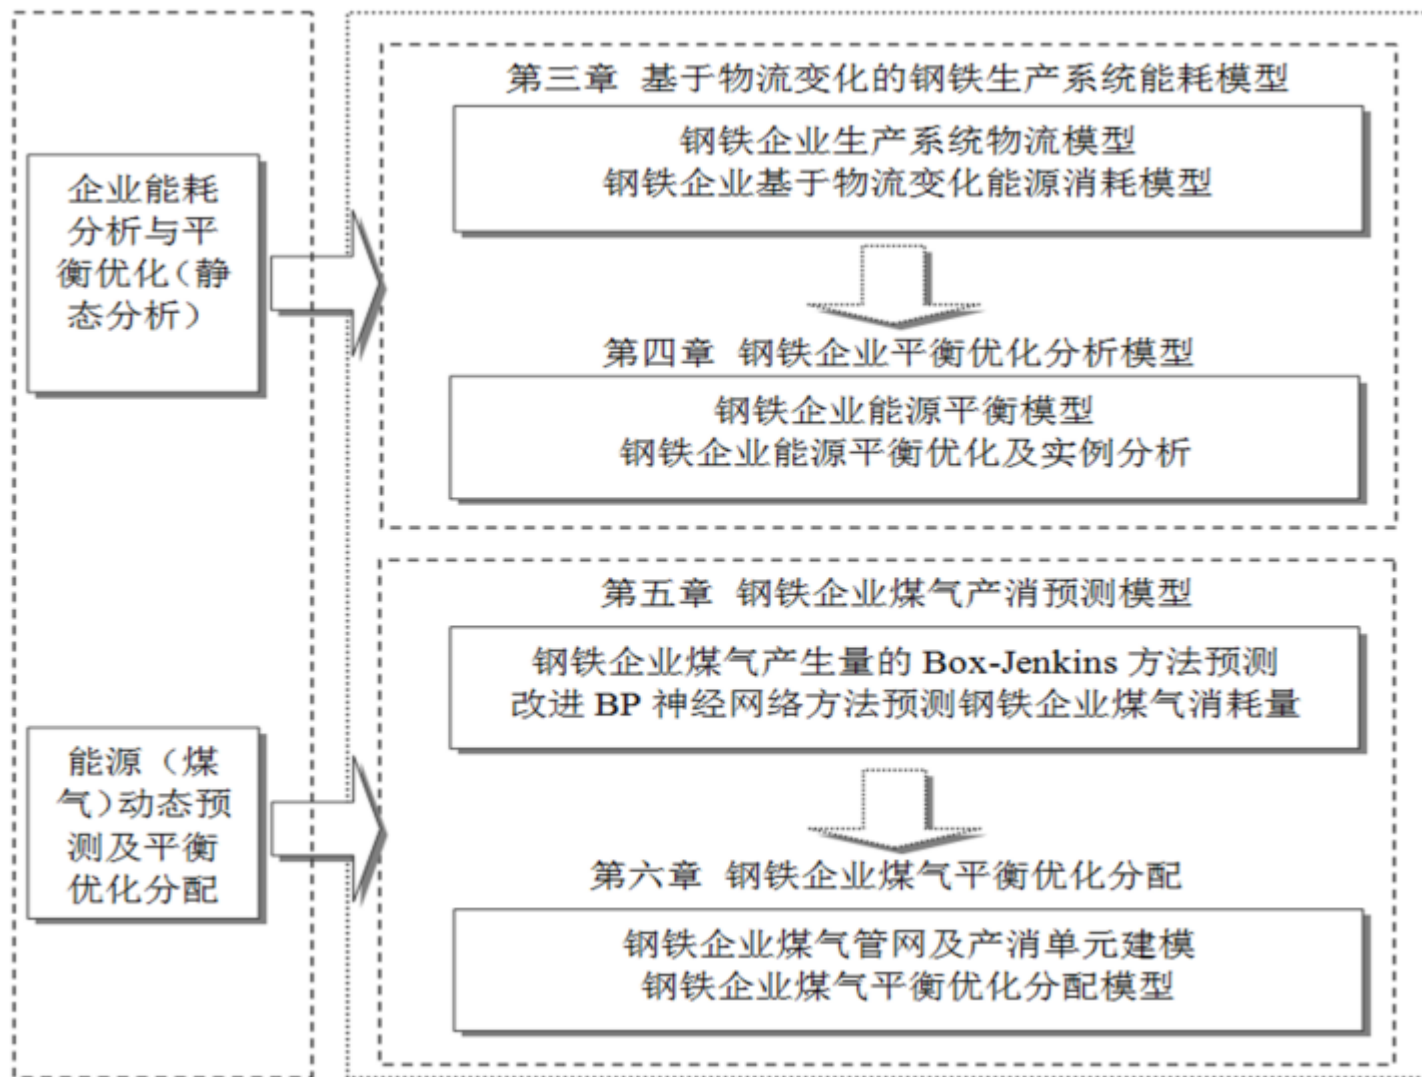 企业能耗
分析与平
衡优化（静
态分析）
第三章 基于物流变化的钢铁生产系统能耗模型
钢铁企业生产系统物流模型
钢铁企业基于物流变化能源消耗模型
第四章 钢铁企业平衡优化分析模型
钢铁企业能源平衡模型
钢铁企业能源平衡优化及实例分析
能源（煤
气）动态预
测及平衡
优化分配
第五章 钢铁企业煤气产消预测模型
钢铁企业煤气产生量的 Box-Jenkins 方法预测
改进 BP 神经网络方法预测钢铁企业煤气消耗量
第六章 钢铁企业煤气平衡优化分配
钢铁企业煤气管网及产消单元建模
钢铁企业煤气平衡优化分配模型